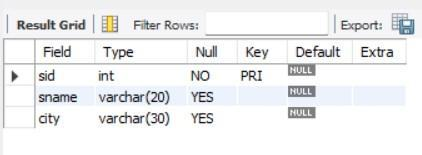 Result Grid Filter Rows: Export:
Field Type Null Key Default Extra
sid int NO PRI NULL
sname varchar(20) YES NULL
city varchar(30) YES NULL